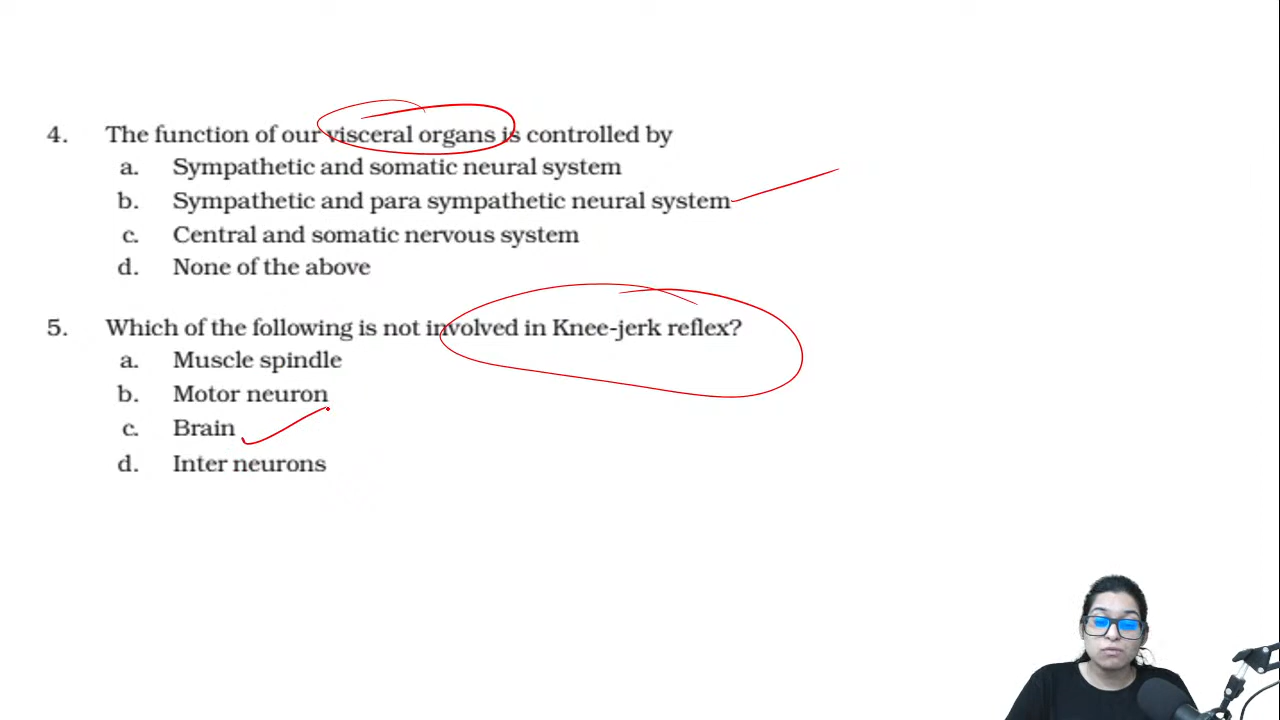 4. The function of our visceral organs is controlled by
a. Sympathetic and somatic neural system
b. Sympathetic and para sympathetic neural system
c. Central and somatic nervous system
d. None of the above
5. Which of the following is not involved in Knee-jerk reflex?
a. Muscle spindle
b. Motor neuron
c. Brain
d. Inter neurons